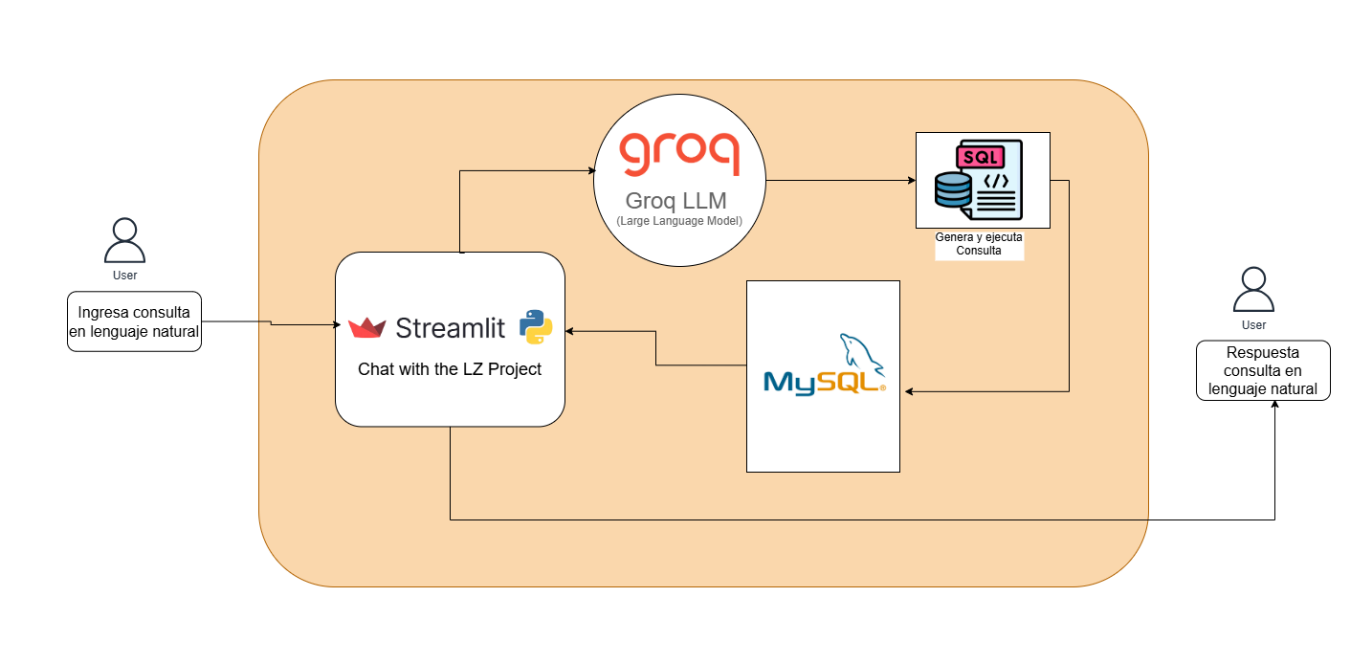 groq
Groq LLM
(Large Language Model)
SQL
</>
Genera y ejecuta
Consulta
User
Ingresa consulta
en lenguaje natural
Streamlit
Chat with the LZ Project
MySQL®
User
Respuesta
consulta en
lenguaje natural